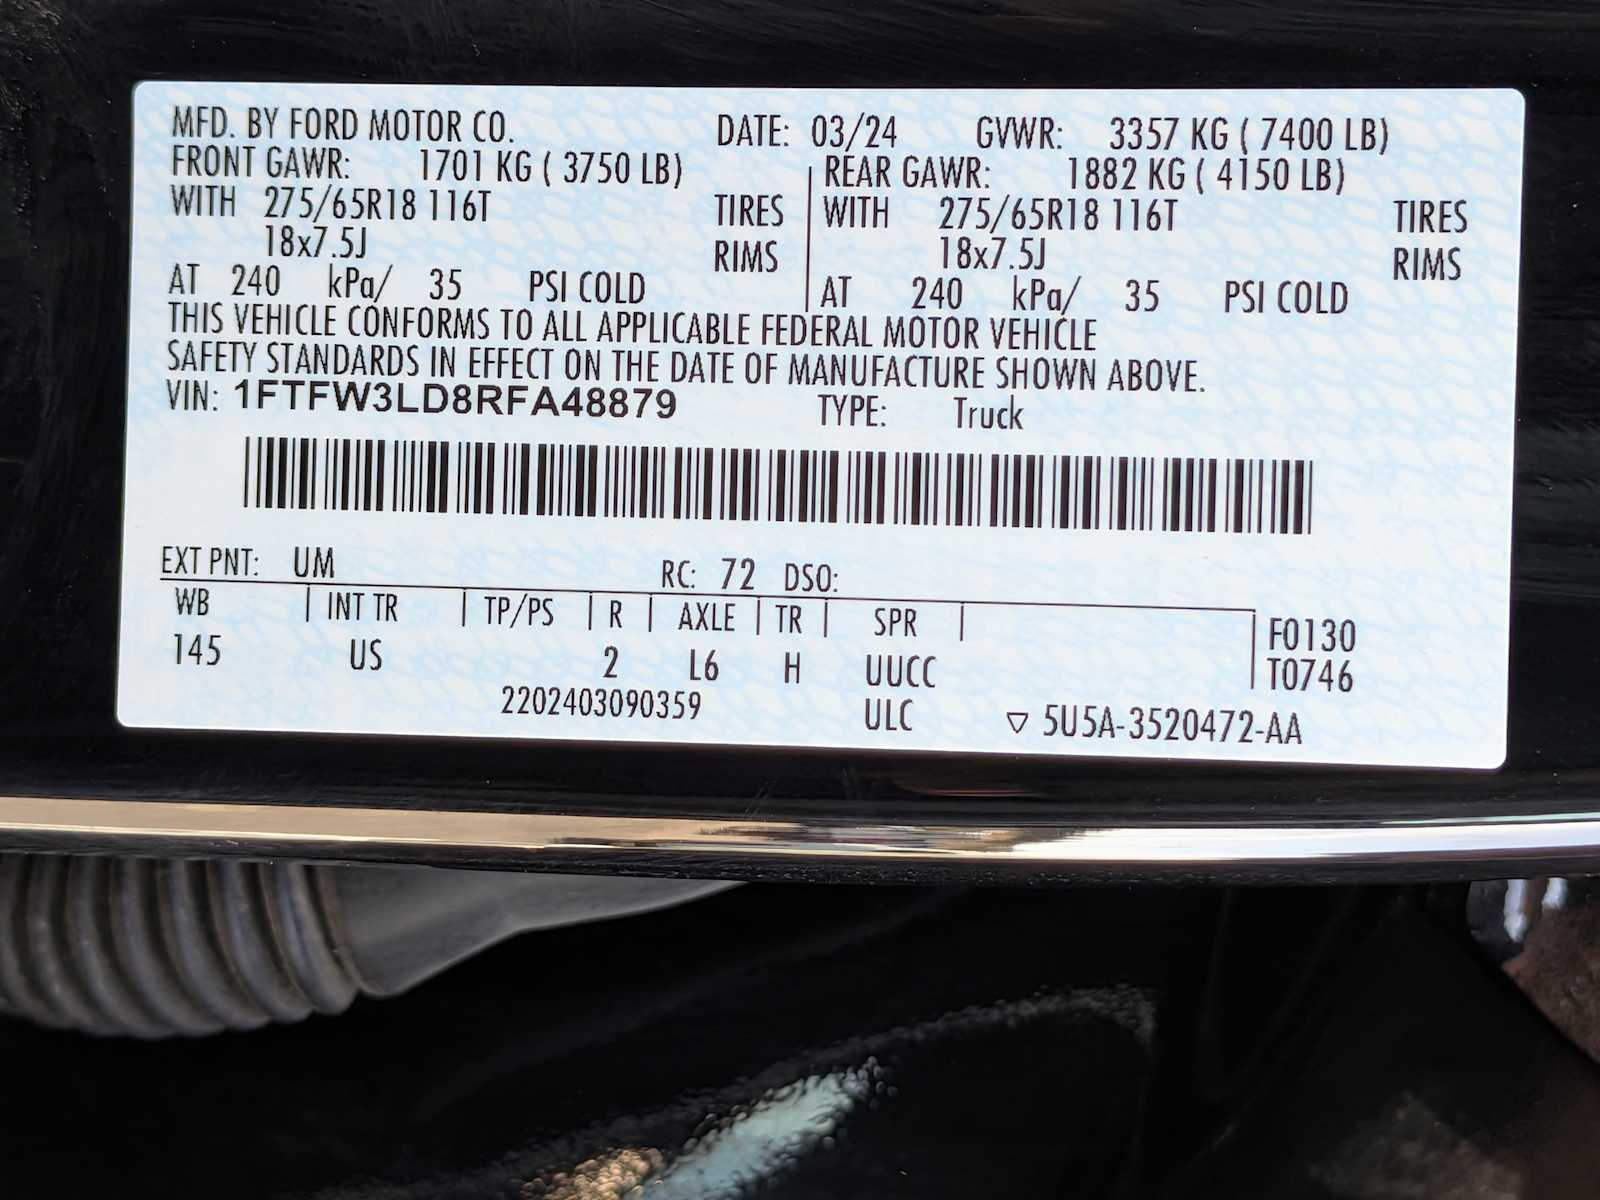 MFD. BY FORD MOTOR CO. DATE: 03/24 GVWR: 3357 KG ( 7400 LB)
FRONT GAWR: 1701 KG ( 3750 LB) REAR GAWR: 1882 KG ( 4150 LB)
WITH 275/65R18 116T TIRES WITH 275/65R18 116T TIRES
18x7.5J RIMS 18x7.5J RIMS
AT 240 kPa/ 35 PSI COLD AT 240 kPa/ 35 PSI COLD
THIS VEHICLE CONFORMS TO ALL APPLICABLE FEDERAL MOTOR VEHICLE
SAFETY STANDARDS IN EFFECT ON THE DATE OF MANUFACTURE SHOWN ABOVE.
VIN: 1FTFW3LD8RFA48879 TYPE: Truck
EXT PNT: UM RC: 72 DSO:
WB INT TR TP/PS R AXLE TR SPR F0130
145 US 2 L6 H UUCC T0746
2202403090359 ULC ▽ 5U5A-3520472-AA